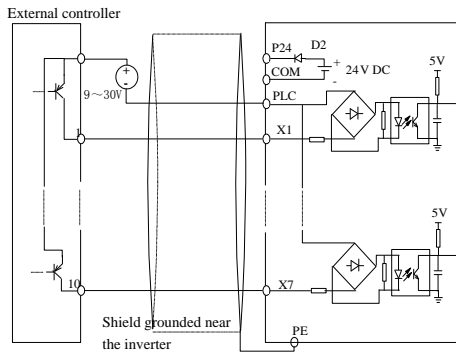 External controller
P24 D2
+
COM 24V DC
-
5V
+
9～30V
-
PLC
1 X1
5V
10 X7
Shield grounded near
the inverter
PE